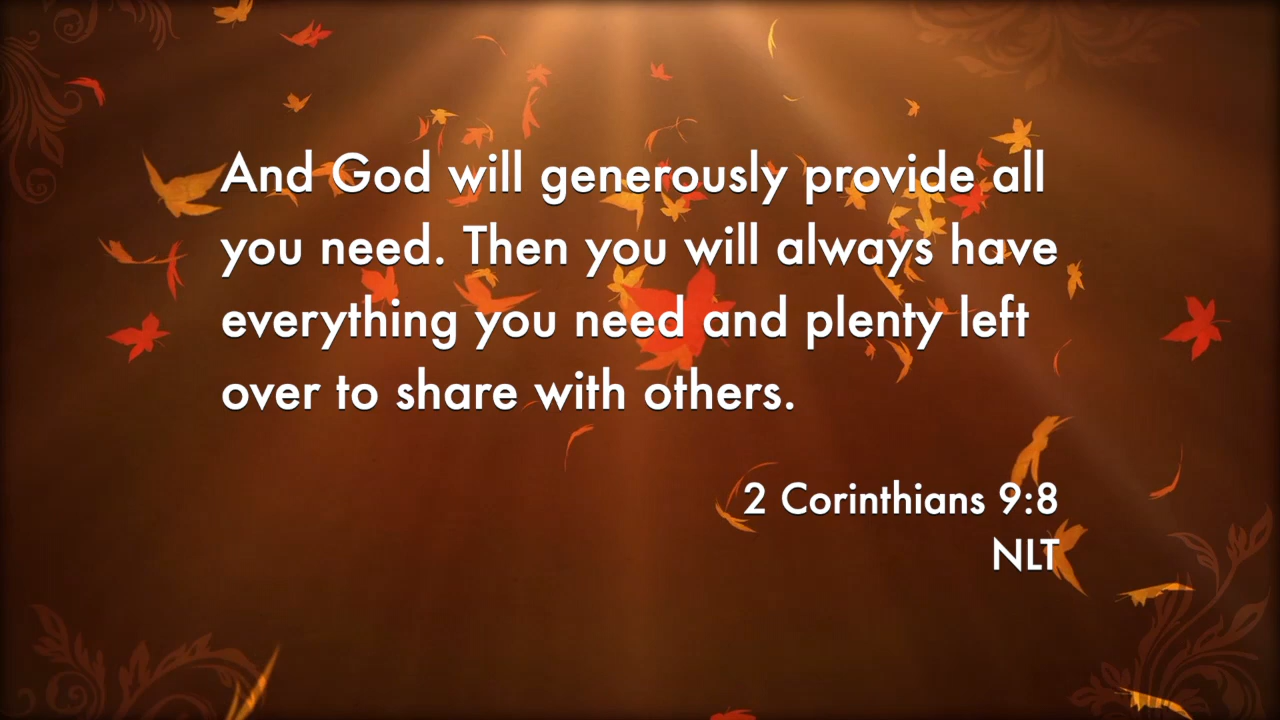 And God will generously provide all
you need. Then you will always have
everything you need and plenty left
over to share with others.
2 Corinthians 9:8
NLT